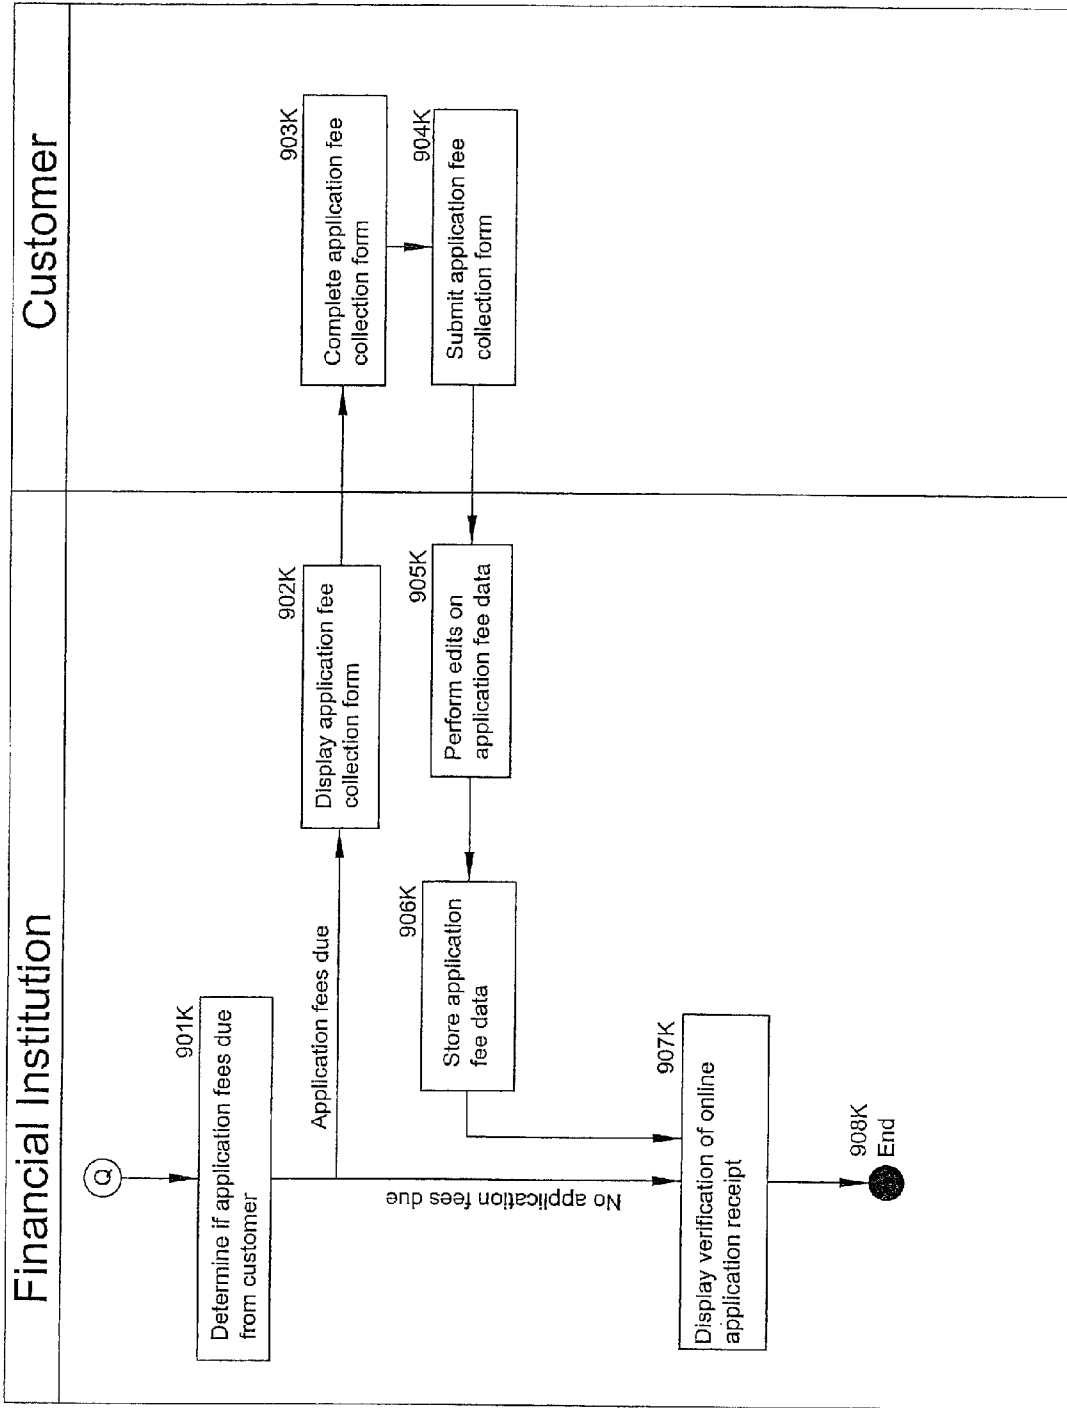 Financial Institution
Customer
Q
901K
Determine if application fees due
from customer
Application fees due
902K
Display application fee
collection form
903K
Complete application fee
collection form
904K
Submit application fee
collection form
905K
Perform edits on
application fee data
906K
Store application
fee data
No application fees due
907K
Display verification of online
application receipt
908K
End